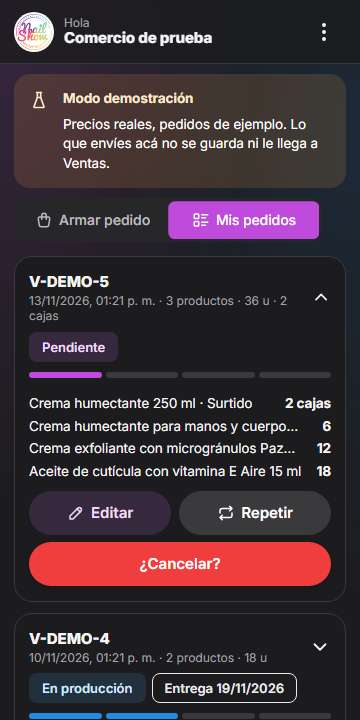 Nail
Show
Hola
Comercio de prueba
Modo demostración
Precios reales, pedidos de ejemplo. Lo
que envíes acá no se guarda ni le llega a
Ventas.
Armar pedido
Mis pedidos
V-DEMO-5
13/11/2026, 01:21 p. m. · 3 productos · 36 u · 2
cajas
Pendiente
Crema humectante 250 ml · Surtido 2 cajas
Crema humectante para manos y cuerpo... 6
Crema exfoliante con microgránulos Paz... 12
Aceite de cutícula con vitamina E Aire 15 ml 18
Editar
Repetir
¿Cancelar?
V-DEMO-4
10/11/2026, 01:21 p. m. · 2 productos · 18 u
En producción
Entrega 19/11/2026